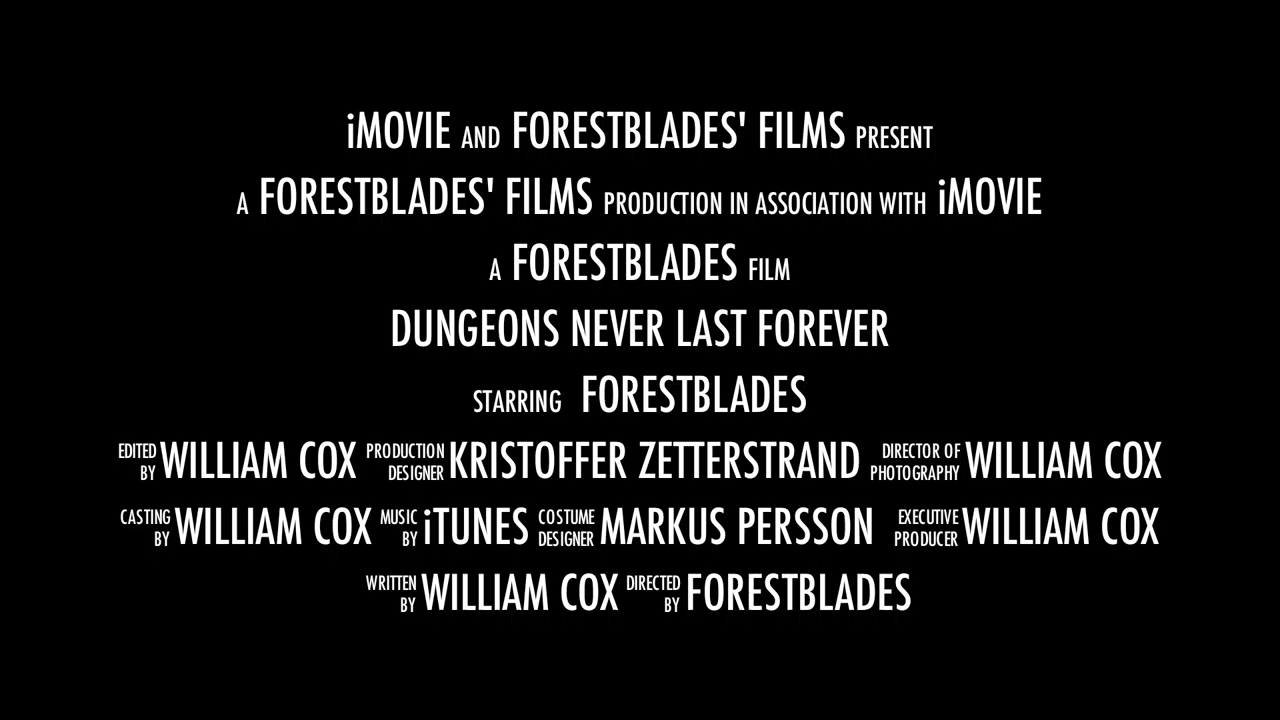 iMOVIE AND FORESTBLADES' FILMS PRESENT
A FORESTBLADES' FILMS PRODUCTION IN ASSOCIATION WITH iMOVIE
A FORESTBLADES FILM
DUNGEONS NEVER LAST FOREVER
STARRING FORESTBLADES
EDITED BY WILLIAM COX PRODUCTION DESIGNER KRISTOFFER ZETTERSTRAND DIRECTOR OF PHOTOGRAPHY WILLIAM COX
CASTING BY WILLIAM COX MUSIC BY iTUNES COSTUME DESIGNER MARKUS PERSSON EXECUTIVE PRODUCER WILLIAM COX
WRITTEN BY WILLIAM COX DIRECTED BY FORESTBLADES